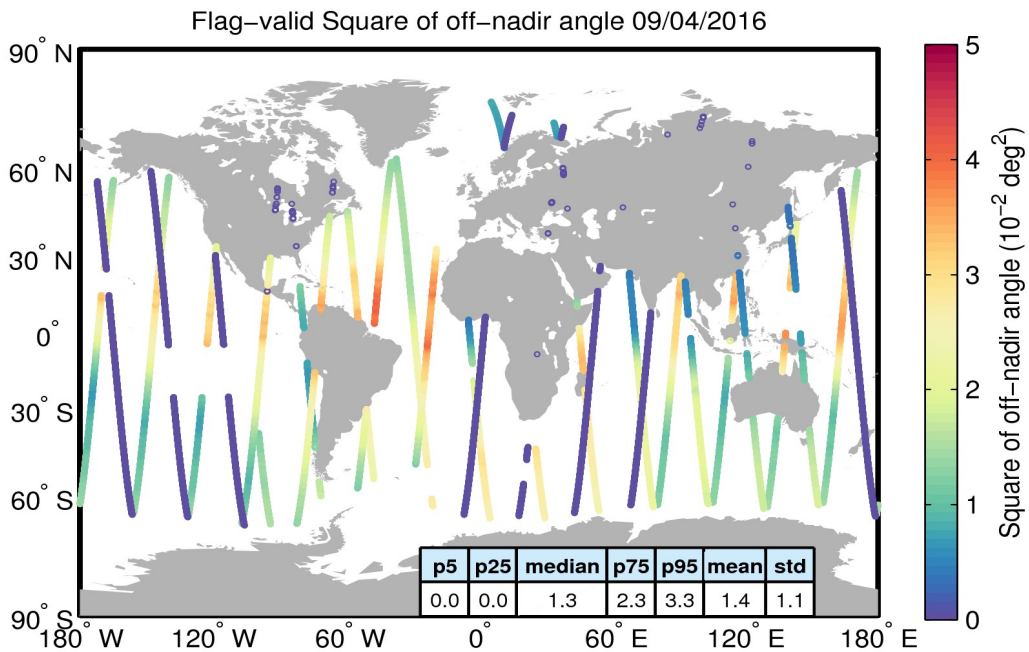 Flag−valid Square of off−nadir angle 09/04/2016
90° N
60° N
30° N
0°
30° S
60° S
90° S
180° W
120° W
60° W
0°
60° E
120° E
180° E
p5 p25 median p75 p95 mean std
0.0 0.0 1.3 2.3 3.3 1.4 1.1
5
4
3
2
1
0
Square of off−nadir angle (10⁻² deg²)